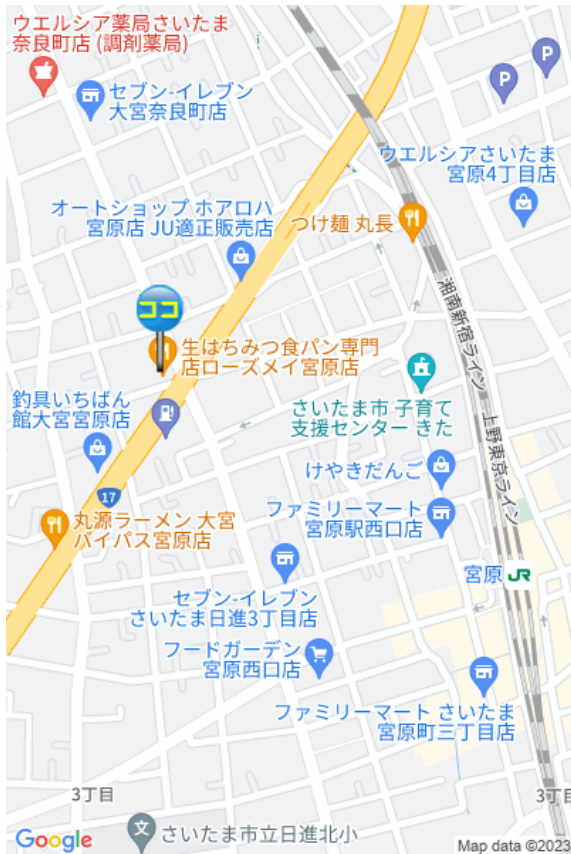 ウエルシア薬局さいたま
奈良町店 (調剤薬局)
セブン-イレブン
大宮奈良町店
P
P
ウエルシアさいたま
宮原4丁目店
オートショップ ホアロハ
宮原店 JU適正販売店
つけ麺 丸長
湘南新宿ライン
上野東京ライン
ココ
生はちみつ食パン専門
店ローズメイ宮原店
さいたま市 子育て
支援センター きた
釣具いちばん
館大宮宮原店
けやきだんご
17
ファミリーマート
宮原駅西口店
丸源ラーメン 大宮
バイパス宮原店
宮原
JR
セブン-イレブン
さいたま日進3丁目店
フードガーデン
宮原西口店
ファミリーマート さいたま
宮原町三丁目店
3丁目
3丁目
文
さいたま市立日進北小
Google
Map data ©2023